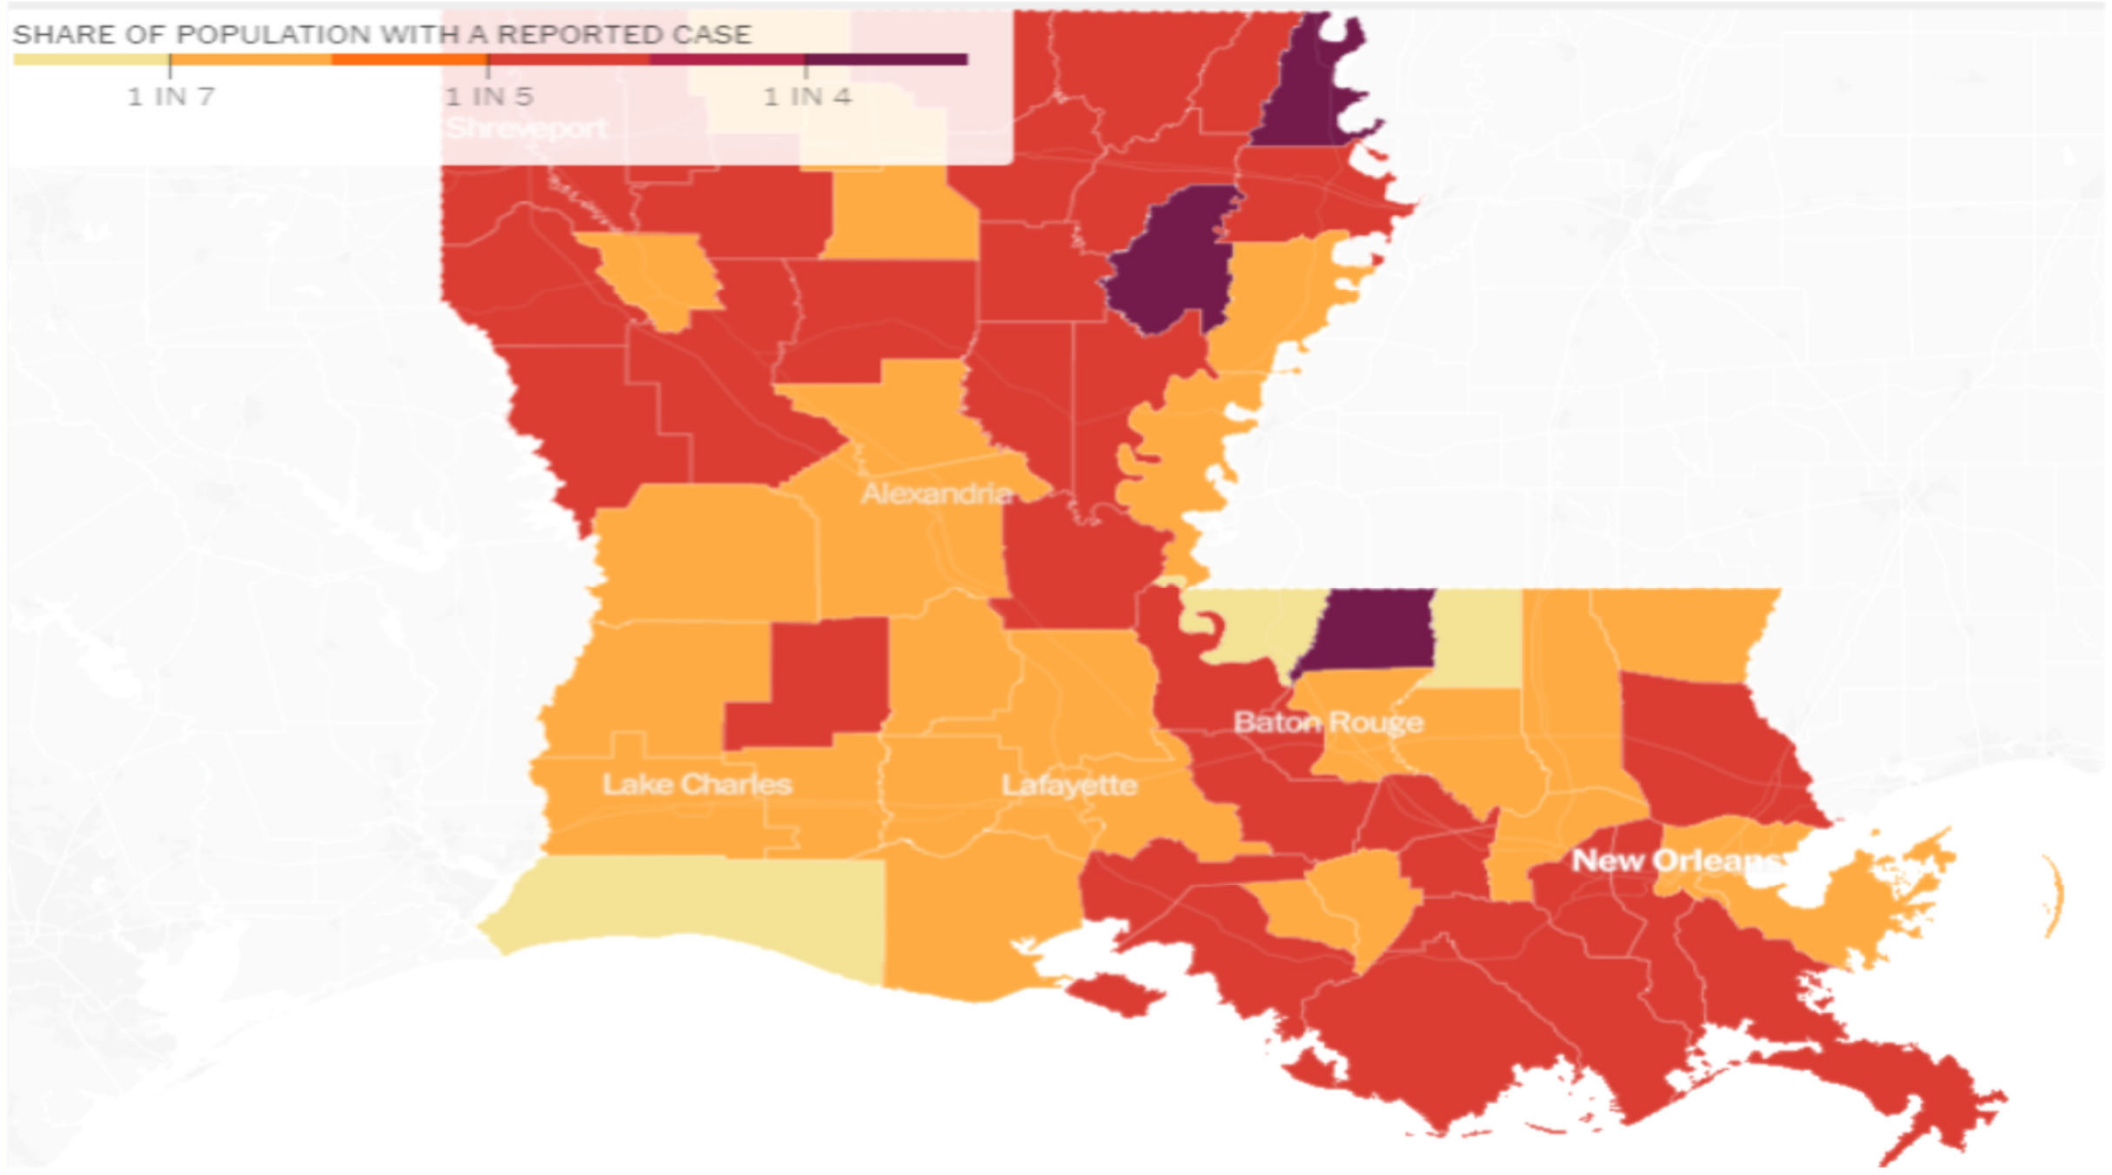 SHARE OF POPULATION WITH A REPORTED CASE
1 IN 7 1 IN 5 1 IN 4
Shreveport
Alexandria
Baton Rouge
Lake Charles Lafayette
New Orleans